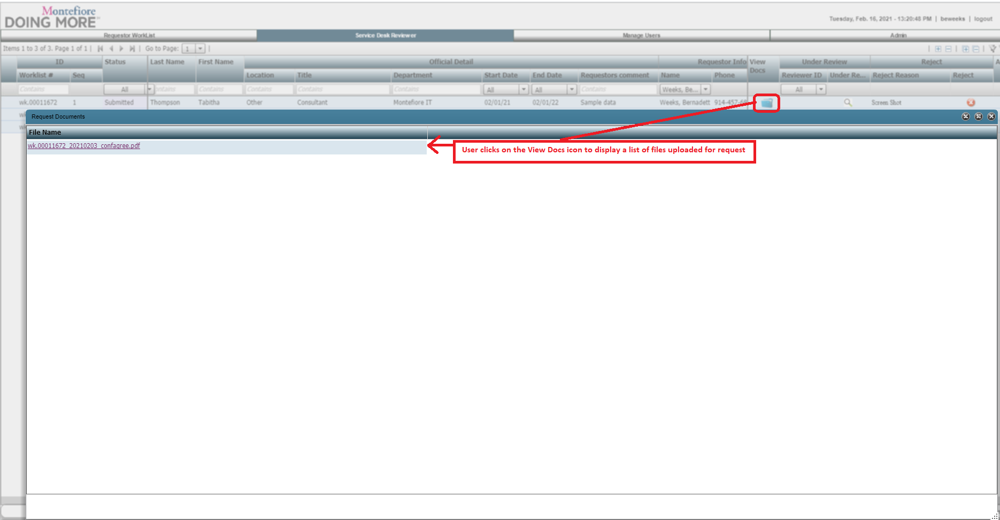 Montefiore
DOING MORE
Tuesday, Feb. 16, 2021 - 13:20:48 PM | beweeks | logout
Requestor WorkList Service Desk Reviewer Manage Users Admin
Items 1 to 3 of 3. Page 1 of 1 | Go to Page: 1
ID Status Last Name First Name Official Detail Requestor Info View Docs Under Review Reject
Worklist # Seq Location Title Department Start Date End Date Requestors comment Name Phone Reviewer ID Under Re... Reject Reason Reject
Contains All Contains Contains Contains Contains All All Contains Weeks, Be... All
wk.00011672 1 Submitted Thompson Tabitha Other Consultant Montefiore IT 02/01/21 02/01/22 Sample data Weeks, Bernadett 914-457-68 Screen Shot
Request Documents
File Name
wk.00011672_20210203_confagree.pdf
User clicks on the View Docs icon to display a list of files uploaded for request